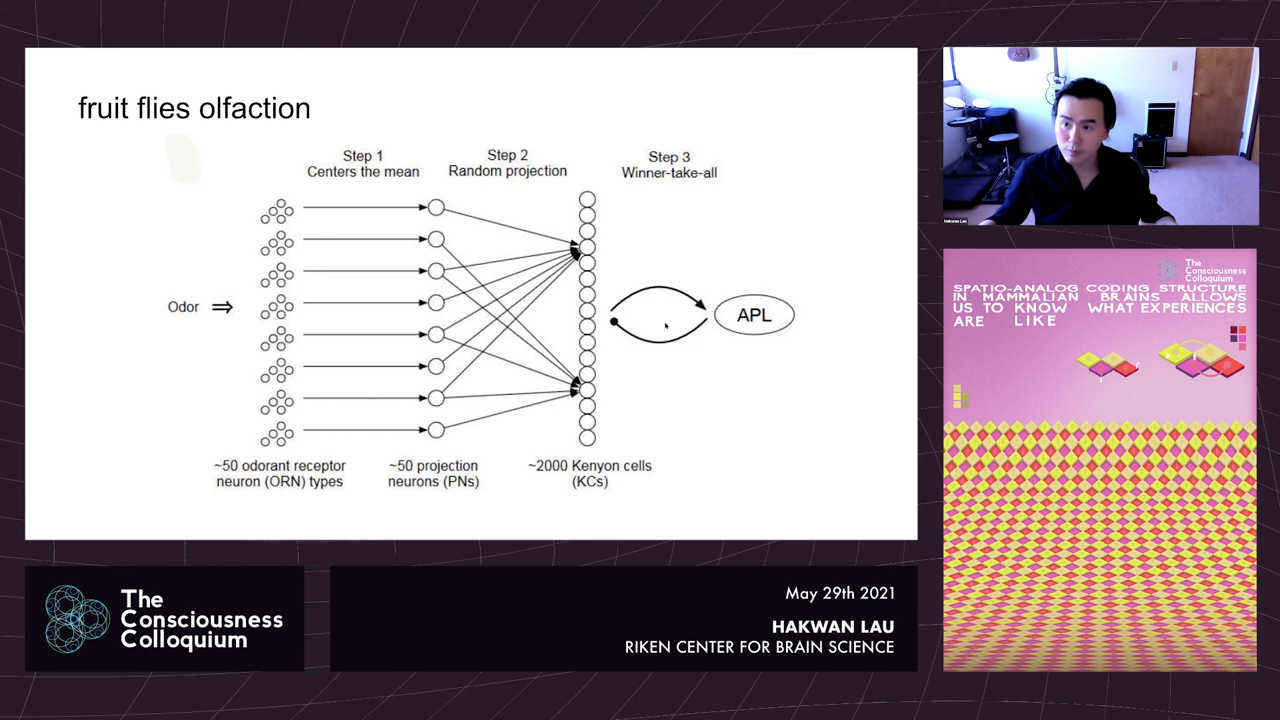 fruit flies olfaction
Step 1
Centers the mean
Step 2
Random projection
Step 3
Winner-take-all
Odor ⇒
APL
~50 odorant receptor
neuron (ORN) types
~50 projection
neurons (PNs)
~2000 Kenyon cells
(KCs)
Hakwan Lau
The
Consciousness
Colloquium
SPATIO-ANALOG CODING STRUCTURE
IN MAMMALIAN BRAINS ALLOWS
US TO KNOW WHAT EXPERIENCES
ARE LIKE
The
Consciousness
Colloquium
May 29th 2021
HAKWAN LAU
RIKEN CENTER FOR BRAIN SCIENCE